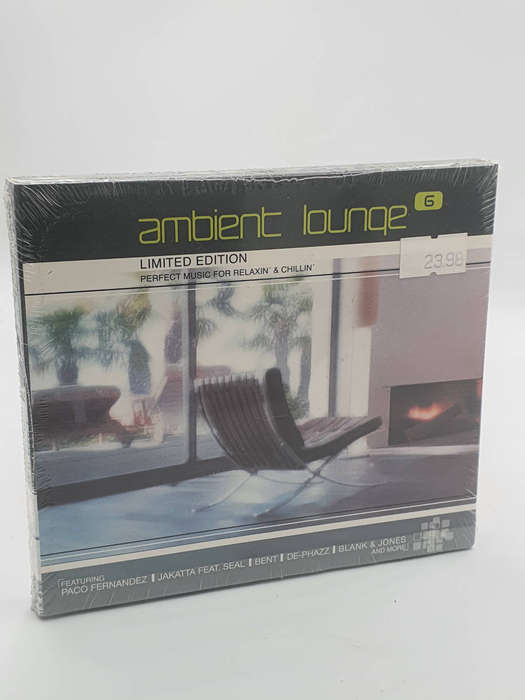 ambient lounge 6
LIMITED EDITION
PERFECT MUSIC FOR RELAXIN' & CHILLIN'
23.98
FEATURING
PACO FERNANDEZ | JAKATTA FEAT. SEAL | BENT | DE-PHAZZ | BLANK & JONES
AND MORE